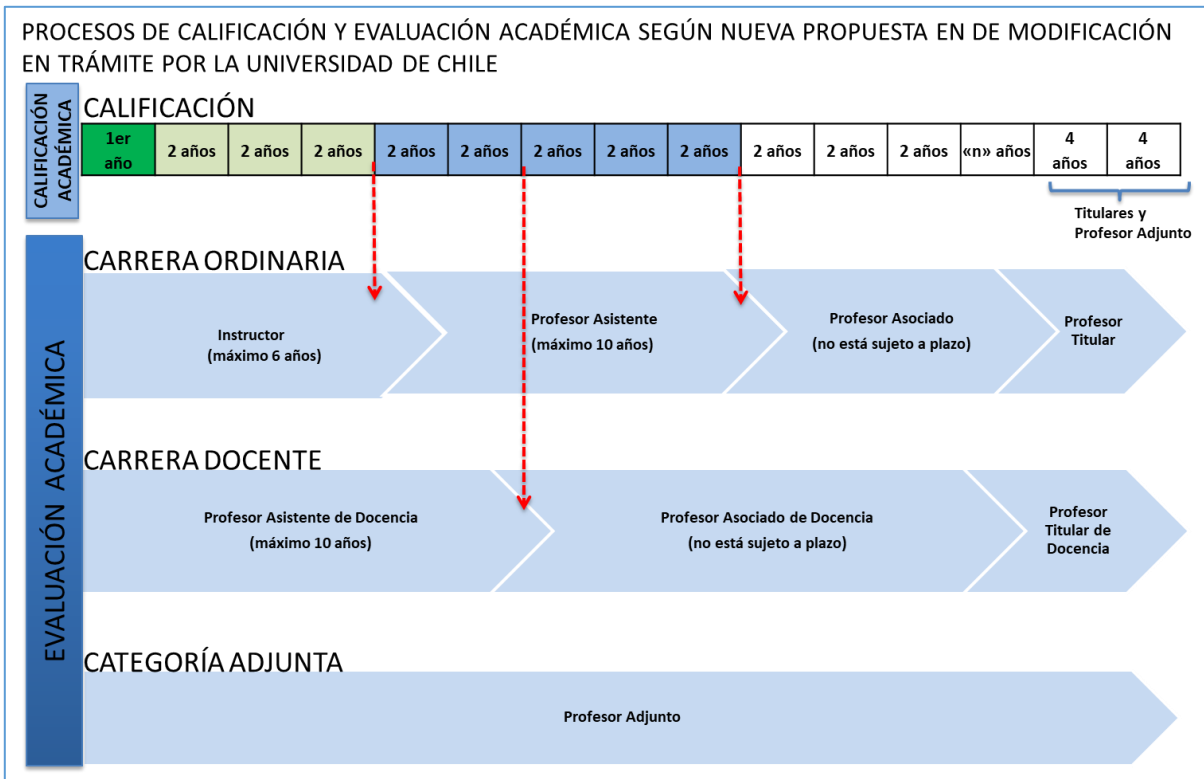 PROCESOS DE CALIFICACIÓN Y EVALUACIÓN ACADÉMICA SEGÚN NUEVA PROPUESTA EN DE MODIFICACIÓN
EN TRÁMITE POR LA UNIVERSIDAD DE CHILE
CALIFICACIÓN
ACADÉMICA
CALIFICACIÓN
1er
año
2 años
2 años
2 años
2 años
2 años
2 años
2 años
2 años
2 años
2 años
2 años
«n» años
4
años
4
años
Titulares y
Profesor Adjunto
EVALUACIÓN ACADÉMICA
CARRERA ORDINARIA
Instructor
(máximo 6 años)
Profesor Asistente
(máximo 10 años)
Profesor Asociado
(no está sujeto a plazo)
Profesor
Titular
CARRERA DOCENTE
Profesor Asistente de Docencia
(máximo 10 años)
Profesor Asociado de Docencia
(no está sujeto a plazo)
Profesor
Titular de
Docencia
CATEGORÍA ADJUNTA
Profesor Adjunto